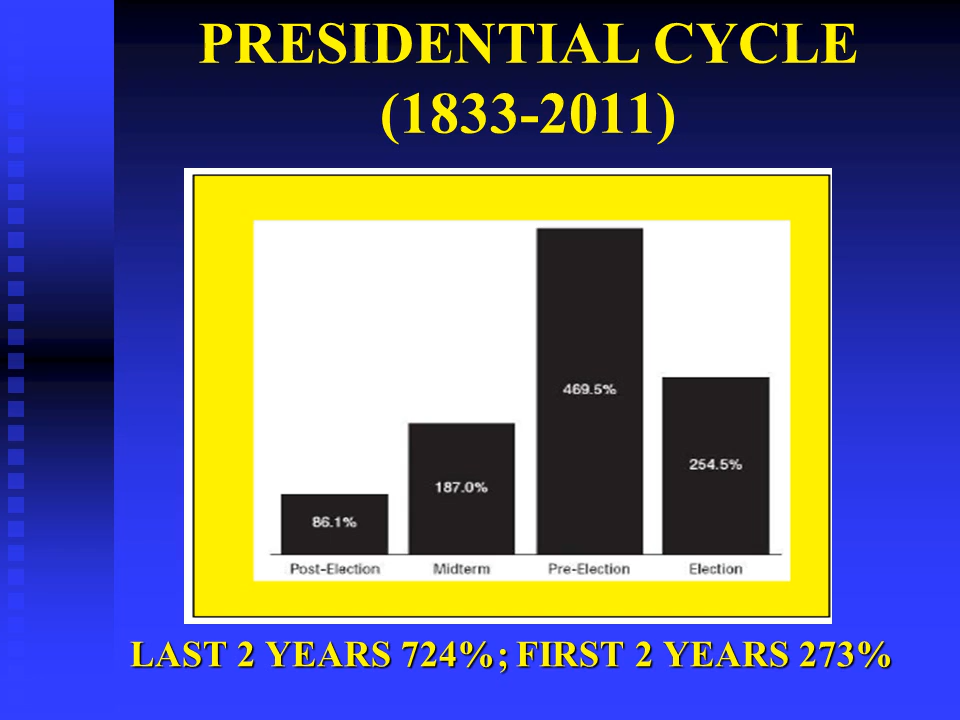 PRESIDENTIAL CYCLE
(1833-2011)
469.5%
254.5%
187.0%
86.1%
Post-Election Midterm Pre-Election Election
LAST 2 YEARS 724%; FIRST 2 YEARS 273%